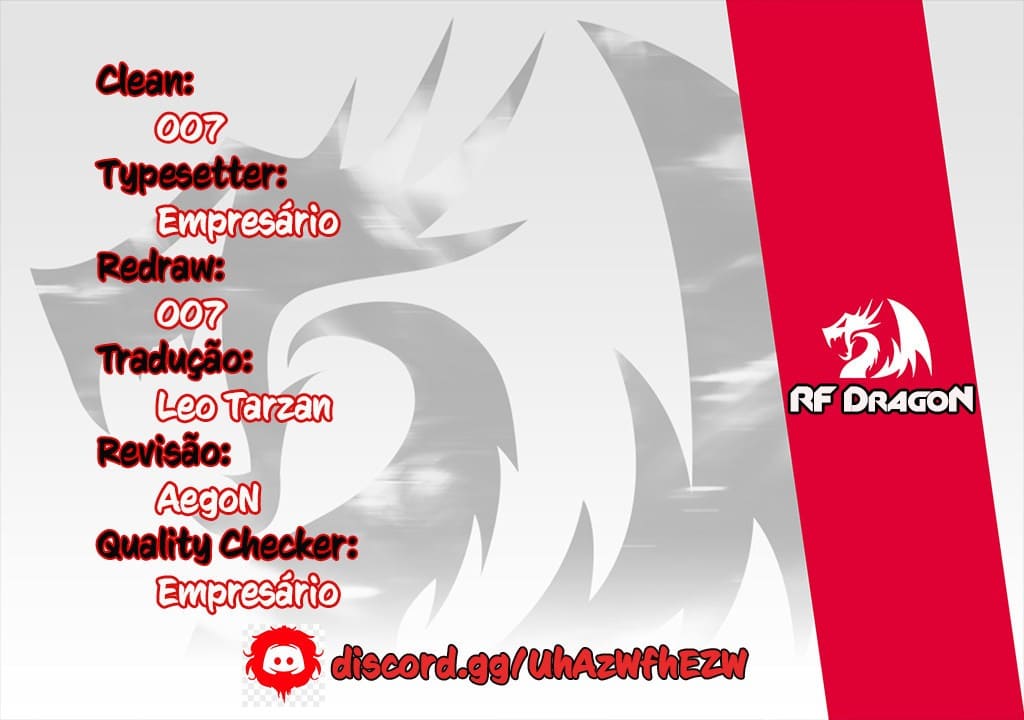 Clean:
007
Typesetter:
Empresário
Redraw:
007
Tradução:
Leo Tarzan
Revisão:
AegoN
Quality Checker:
Empresário
discord.gg/UhAzWfhEZW
RF DragoN